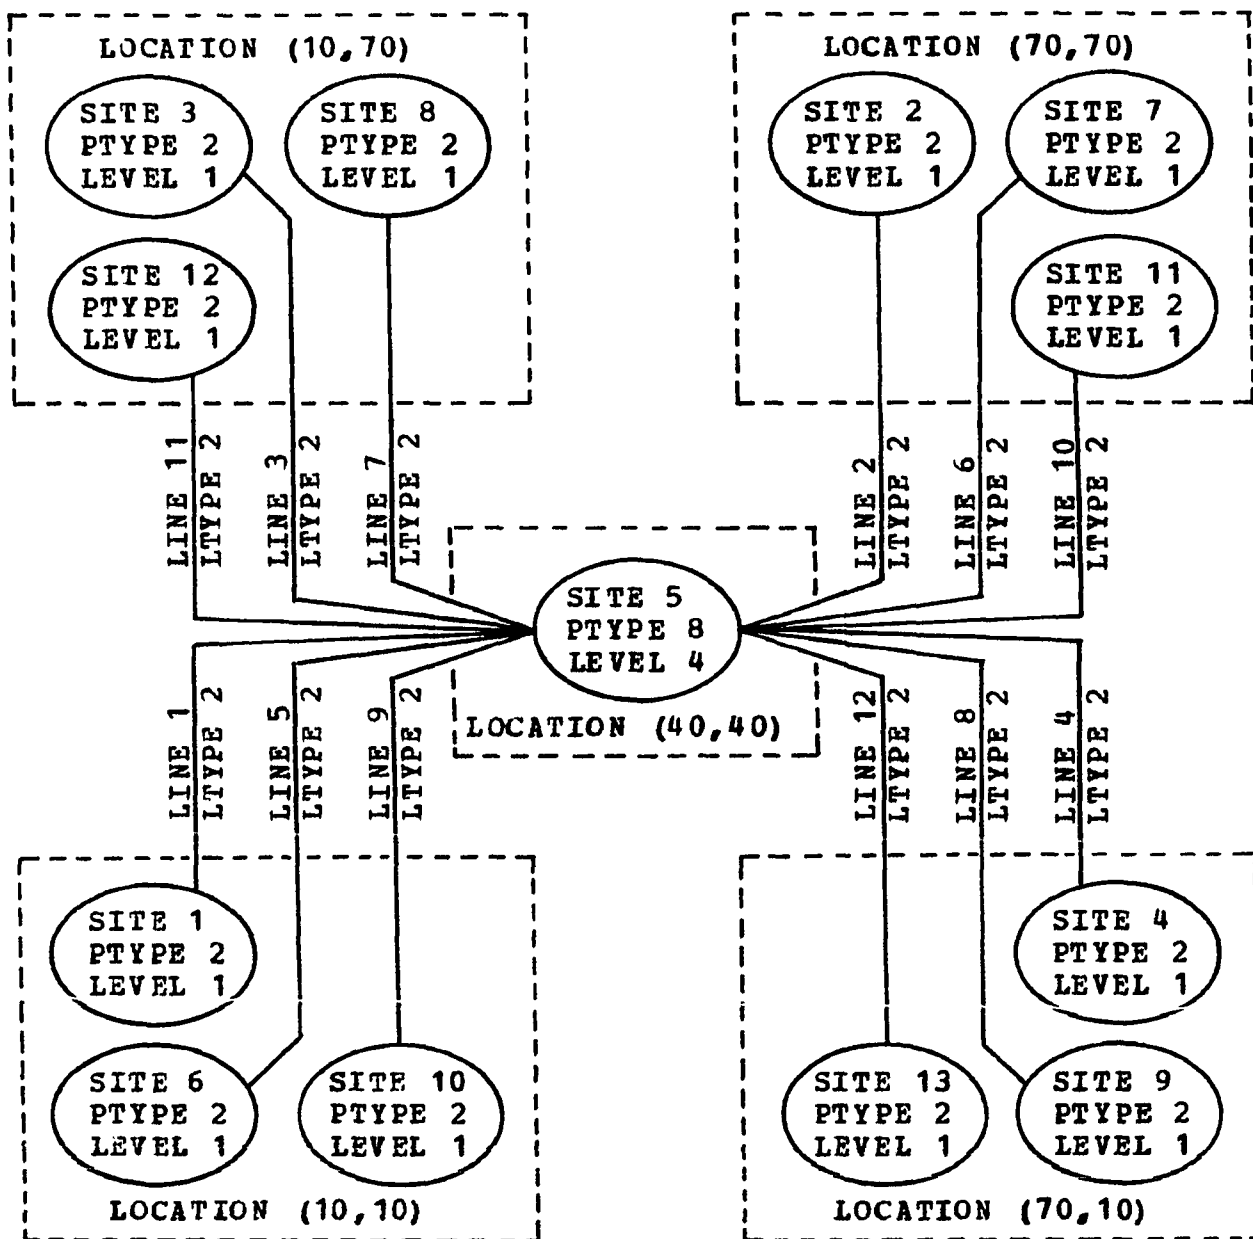 LOCATION (10,70)
SITE 3
PTYPE 2
LEVEL 1
SITE 8
PTYPE 2
LEVEL 1
SITE 12
PTYPE 2
LEVEL 1
LOCATION (70,70)
SITE 2
PTYPE 2
LEVEL 1
SITE 7
PTYPE 2
LEVEL 1
SITE 11
PTYPE 2
LEVEL 1
LINE 11
LTYPE 2
LINE 3
LTYPE 2
LINE 7
LTYPE 2
LINE 2
LTYPE 2
LINE 6
LTYPE 2
LINE 10
LTYPE 2
SITE 5
PTYPE 8
LEVEL 4
LOCATION (40,40)
LINE 1
LTYPE 2
LINE 5
LTYPE 2
LINE 9
LTYPE 2
LINE 12
LTYPE 2
LINE 8
LTYPE 2
LINE 4
LTYPE 2
SITE 1
PTYPE 2
LEVEL 1
SITE 6
PTYPE 2
LEVEL 1
SITE 10
PTYPE 2
LEVEL 1
LOCATION (10,10)
SITE 4
PTYPE 2
LEVEL 1
SITE 13
PTYPE 2
LEVEL 1
SITE 9
PTYPE 2
LEVEL 1
LOCATION (70,10)